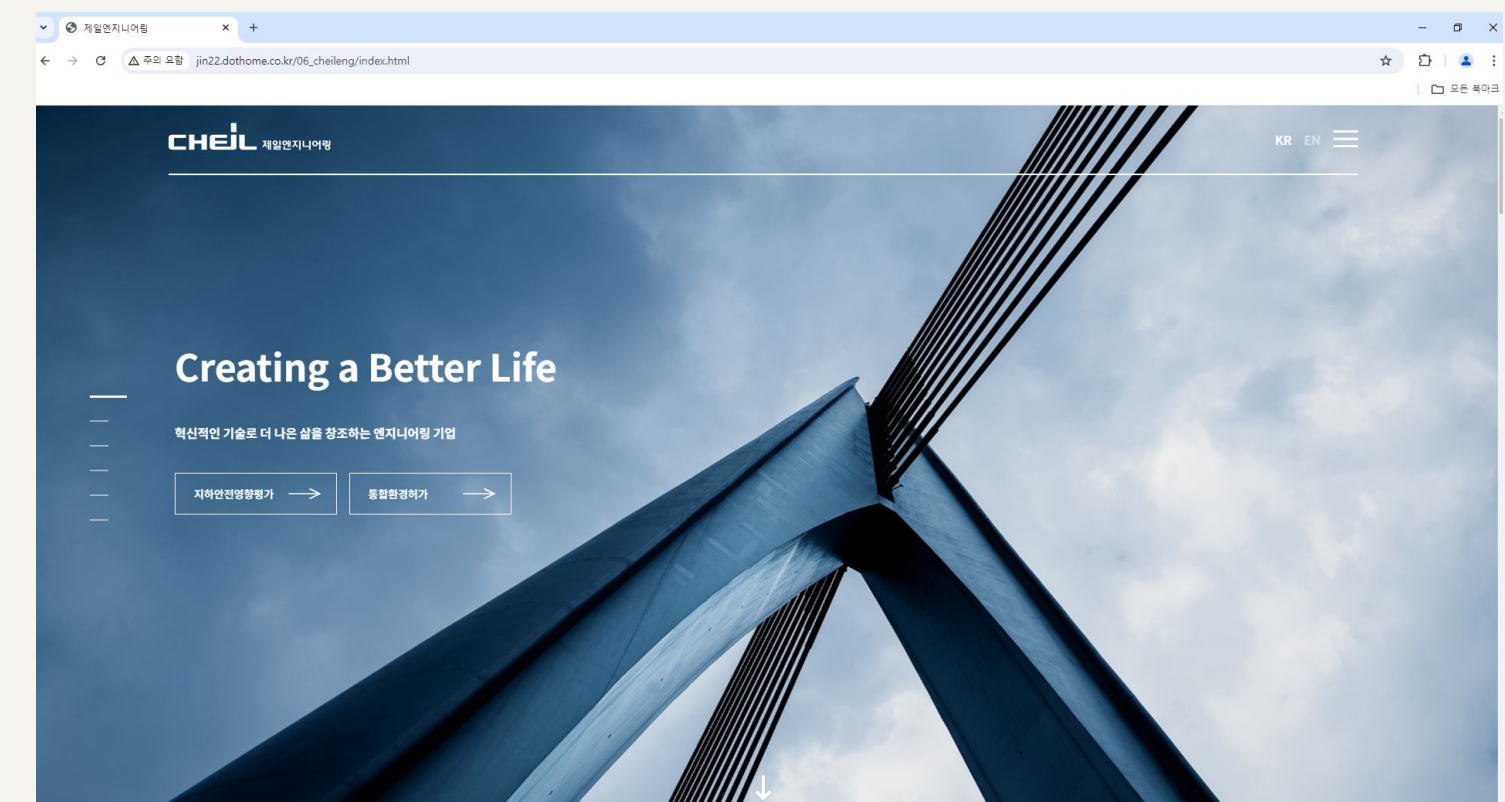 제일엔지니어링
주의 요함 jin22.dothome.co.kr/06_cheileng/index.html
모든 북마크
CHEIL 제일엔지니어링
KR EN
Creating a Better Life
혁신적인 기술로 더 나은 삶을 창조하는 엔지니어링 기업
지하안전영향평가
통합환경허가